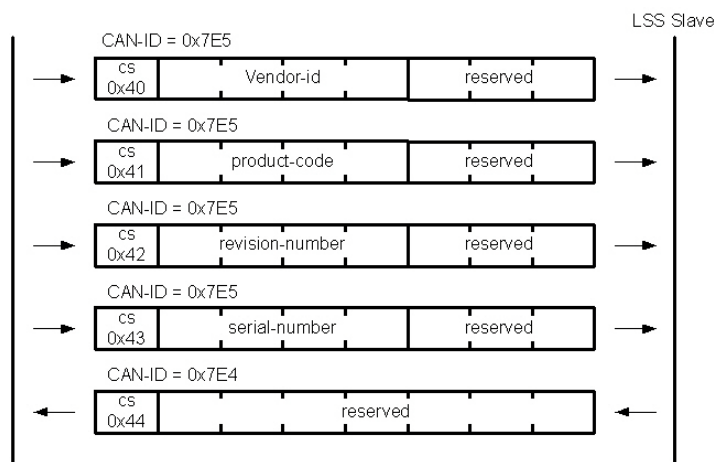 LSS Slave
CAN-ID = 0x7E5
cs
0x40
Vendor-id
reserved
CAN-ID = 0x7E5
cs
0x41
product-code
reserved
CAN-ID = 0x7E5
cs
0x42
revision-number
reserved
CAN-ID = 0x7E5
cs
0x43
serial-number
reserved
CAN-ID = 0x7E4
cs
0x44
reserved